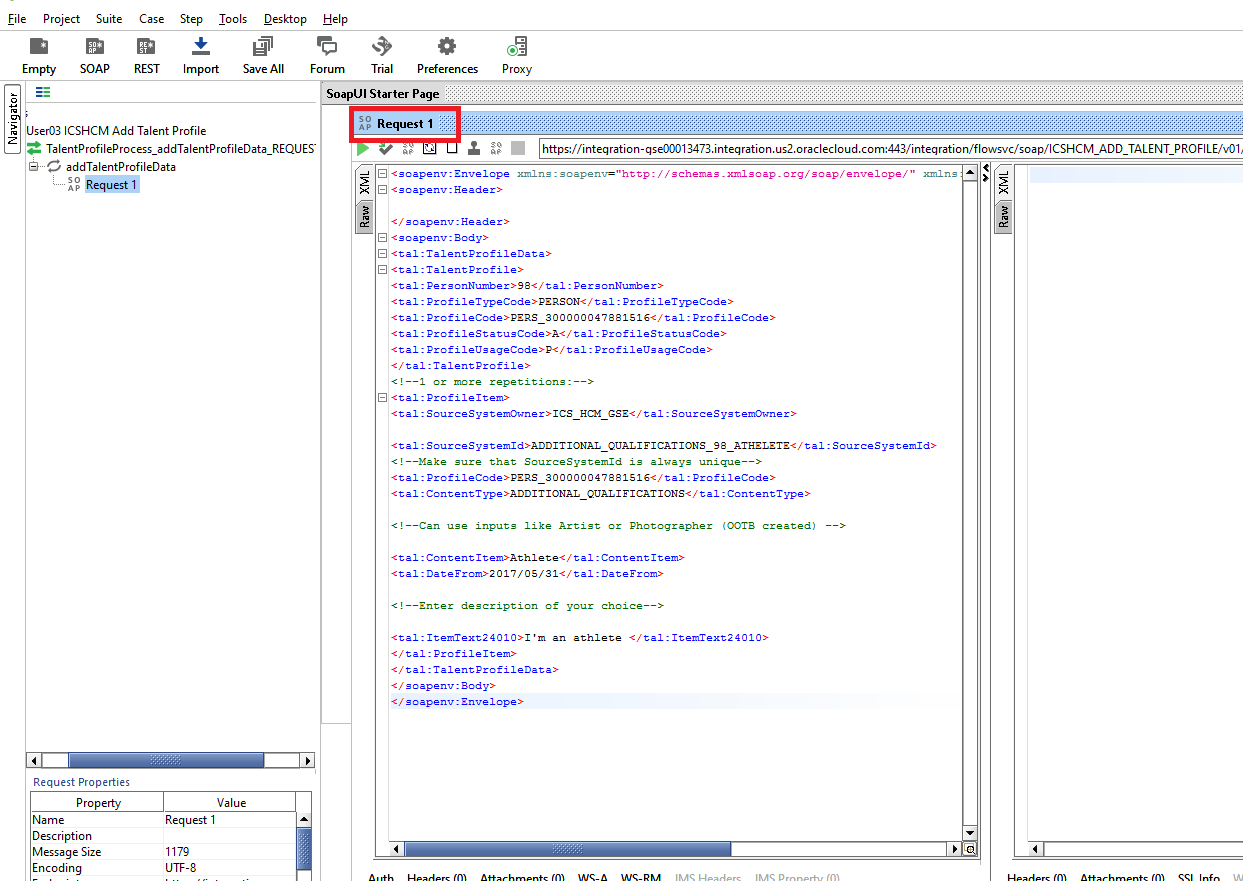 File Project Suite Case Step Tools Desktop Help
Empty SOAP REST Import Save All Forum Trial Preferences Proxy
Navigator
SoapUI Starter Page
User03 ICSHCM Add Talent Profile
TalentProfileProcess_addTalentProfileData_REQUEST
addTalentProfileData
SO AP Request 1
SO AP Request 1
https://integration-gse00013473.integration.us2.oraclecloud.com:443/integration/flowsvc/soap/ICSHCM_ADD_TALENT_PROFILE/v01/
XML
Raw
<soapenv:Envelope xmlns:soapenv="http://schemas.xmlsoap.org/soap/envelope/" xmlns:
<soapenv:Header>
</soapenv:Header>
<soapenv:Body>
<tal:TalentProfileData>
<tal:TalentProfile>
<tal:PersonNumber>98</tal:PersonNumber>
<tal:ProfileTypeCode>PERSON</tal:ProfileTypeCode>
<tal:ProfileCode>PERS_300000047881516</tal:ProfileCode>
<tal:ProfileStatusCode>A</tal:ProfileStatusCode>
<tal:ProfileUsageCode>P</tal:ProfileUsageCode>
</tal:TalentProfile>
<!--1 or more repetitions:-->
<tal:ProfileItem>
<tal:SourceSystemOwner>ICS_HCM_GSE</tal:SourceSystemOwner>
<tal:SourceSystemId>ADDITIONAL_QUALIFICATIONS_98_ATHELETE</tal:SourceSystemId>
<!--Make sure that SourceSystemId is always unique-->
<tal:ProfileCode>PERS_300000047881516</tal:ProfileCode>
<tal:ContentType>ADDITIONAL_QUALIFICATIONS</tal:ContentType>
<!--Can use inputs like Artist or Photographer (OOTB created) -->
<tal:ContentItem>Athlete</tal:ContentItem>
<tal:DateFrom>2017/05/31</tal:DateFrom>
<!--Enter description of your choice-->
<tal:ItemText24010>I'm an athlete </tal:ItemText24010>
</tal:ProfileItem>
</tal:TalentProfileData>
</soapenv:Body>
</soapenv:Envelope>
XML
Raw
Request Properties
Property Value
Name Request 1
Description
Message Size 1179
Encoding UTF-8
Auth Headers (0) Attachments (0) WS-A WS-RM JMS Headers JMS Property (0)
Headers (0) Attachments (0) SSL Info